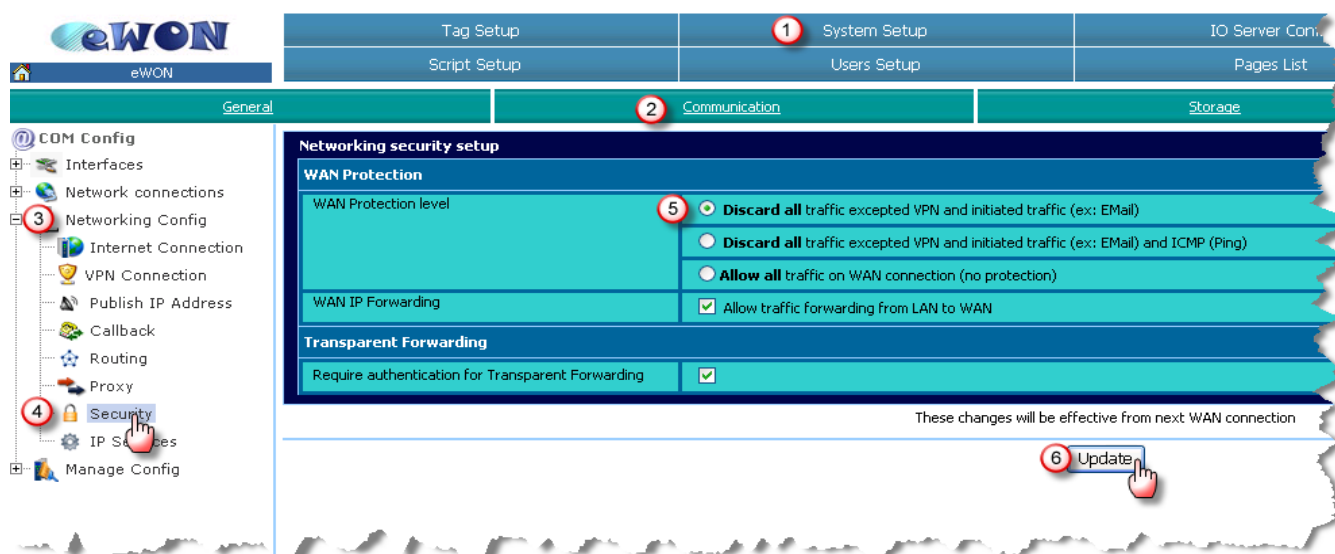 eWON
Tag Setup
1 System Setup
IO Server Con
eWON
Script Setup
Users Setup
Pages List
General
2 Communication
Storage
COM Config
Interfaces
Network connections
3 Networking Config
Internet Connection
VPN Connection
Publish IP Address
Callback
Routing
Proxy
4 Security
IP Services
Manage Config
Networking security setup
WAN Protection
WAN Protection level
5 Discard all traffic excepted VPN and initiated traffic (ex: EMail)
Discard all traffic excepted VPN and initiated traffic (ex: EMail) and ICMP (Ping)
Allow all traffic on WAN connection (no protection)
WAN IP Forwarding
Allow traffic forwarding from LAN to WAN
Transparent Forwarding
Require authentication for Transparent Forwarding
These changes will be effective from next WAN connection
6 Update